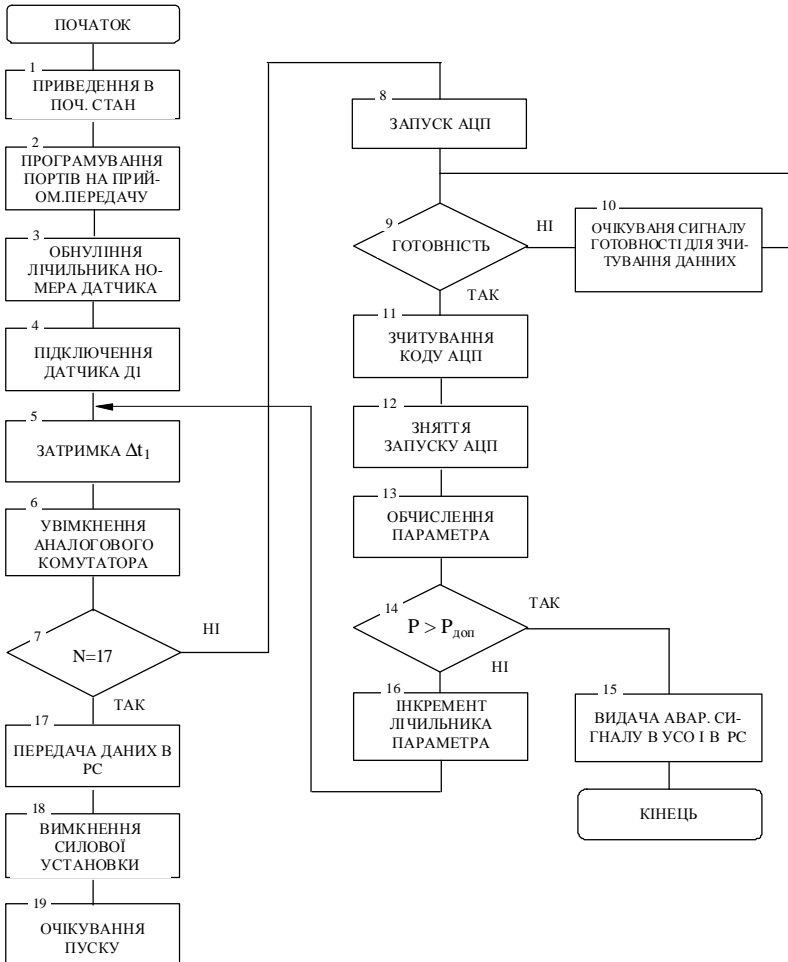 ПОЧАТОК
1
ПРИВЕДЕННЯ В
ПОЧ. СТАН
2
ПРОГРАМУВАННЯ
ПОРТІВ НА ПРИЙ-
ОМ.ПЕРЕДАЧУ
3
ОБНУЛІННЯ
ЛІЧИЛЬНИКА НО-
МЕРА ДАТЧИКА
4
ПІДКЛЮЧЕННЯ
ДАТЧИКА Д1
5
ЗАТРИМКА Δt₁
6
УВІМКНЕННЯ
АНАЛОГОВОГО
КОМУТАТОРА
7
N=17
НІ
ТАК
17
ПЕРЕДАЧА ДАНИХ В
РС
18
ВИМКНЕННЯ
СИЛОВОЇ
УСТАНОВКИ
19
ОЧІКУВАННЯ
ПУСКУ
8
ЗАПУСК АЦП
9
ГОТОВНІСТЬ
НІ
ТАК
10
ОЧІКУВАНЯ СИГНАЛУ
ГОТОВНОСТІ ДЛЯ ЗЧИ-
ТУВАННЯ ДАННИХ
11
ЗЧИТУВАННЯ
КОДУ АЦП
12
ЗНЯТТЯ
ЗАПУСКУ АЦП
13
ОБЧИСЛЕННЯ
ПАРАМЕТРА
14
P > Pдоп
ТАК
НІ
16
ІНКРЕМЕНТ
ЛІЧИЛЬНИКА
ПАРАМЕТРА
15
ВИДАЧА АВАР. СИ-
ГНАЛУ В УСО І В РС
КІНЕЦЬ